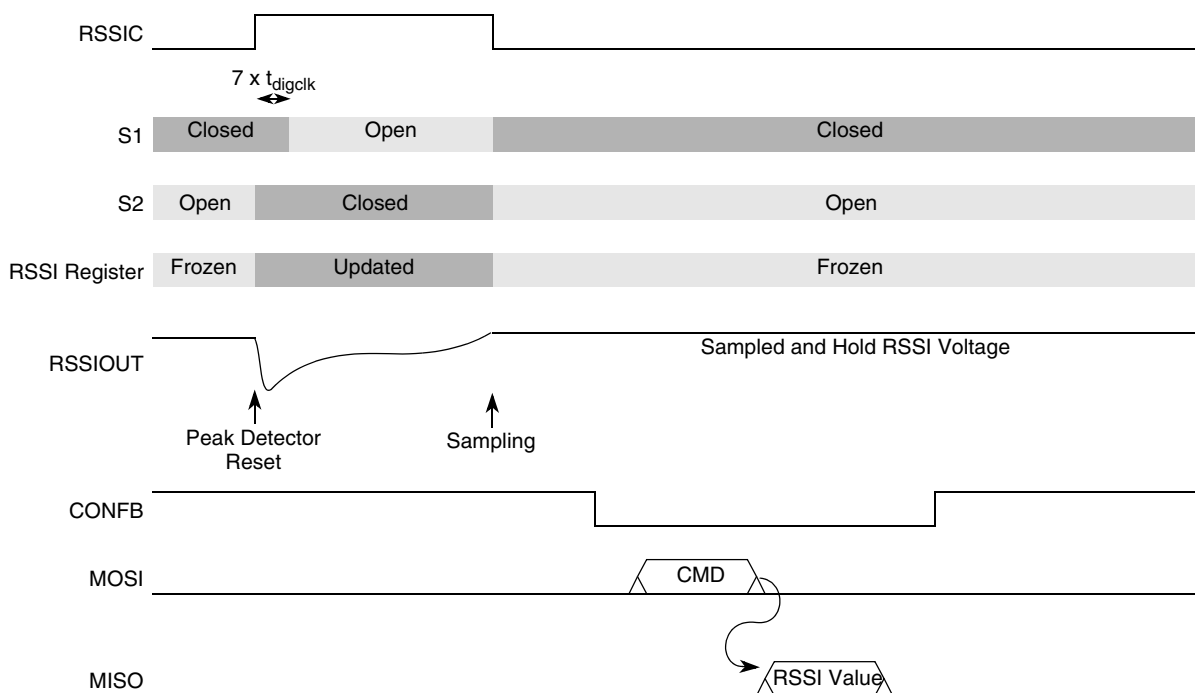 RSSIC
7 x tdigclk
S1 Closed Open Closed
S2 Open Closed Open
RSSI Register Frozen Updated Frozen
RSSIOUT Sampled and Hold RSSI Voltage
Peak Detector
Reset
Sampling
CONFB
MOSI CMD
MISO RSSI Value